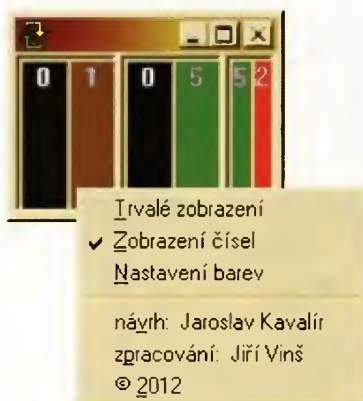 0 1 0 5 5 2
Trvalé zobrazení
Zobrazení čísel
Nastavení barev
návrh: Jaroslav Kavalír
zpracování: Jiří Vinš
© 2012